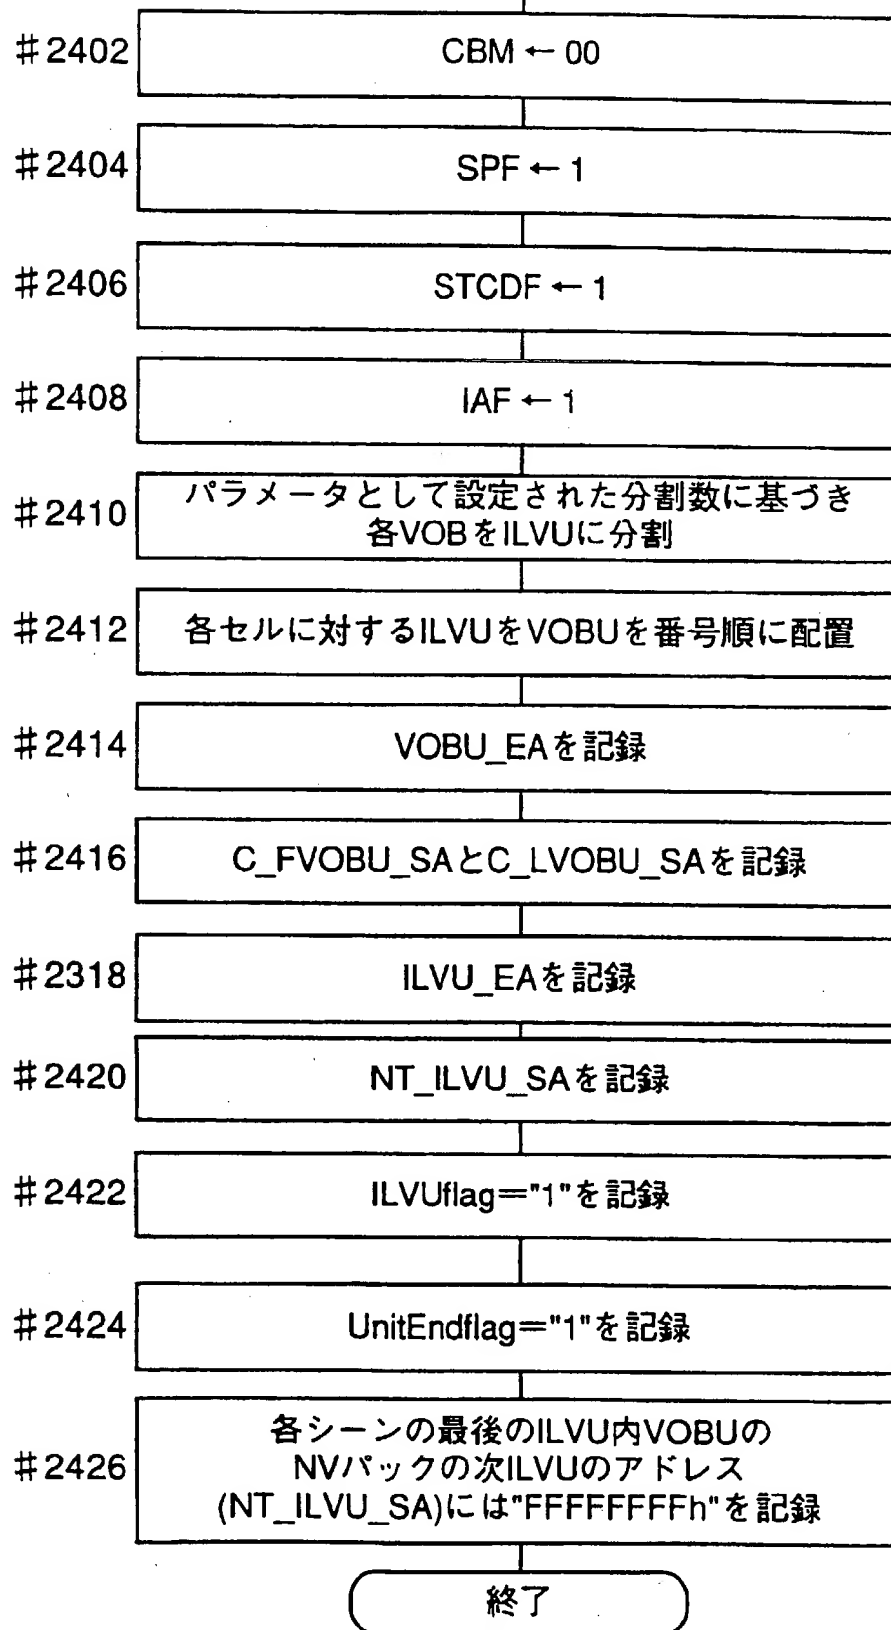 #2402
CBM ← 00
#2404
SPF ← 1
#2406
STCDF ← 1
#2408
IAF ← 1
#2410
パラメータとして設定された分割数に基づき
各VOBをILVUに分割
#2412
各セルに対するILVUをVOBUを番号順に配置
#2414
VOBU_EAを記録
#2416
C_FVOBU_SAとC_LVOBU_SAを記録
#2318
ILVU_EAを記録
#2420
NT_ILVU_SAを記録
#2422
ILVUflag="1"を記録
#2424
UnitEndflag="1"を記録
#2426
各シーンの最後のILVU内VOBUの
NVパックの次ILVUのアドレス
(NT_ILVU_SA)には"FFFFFFFFh"を記録
終了